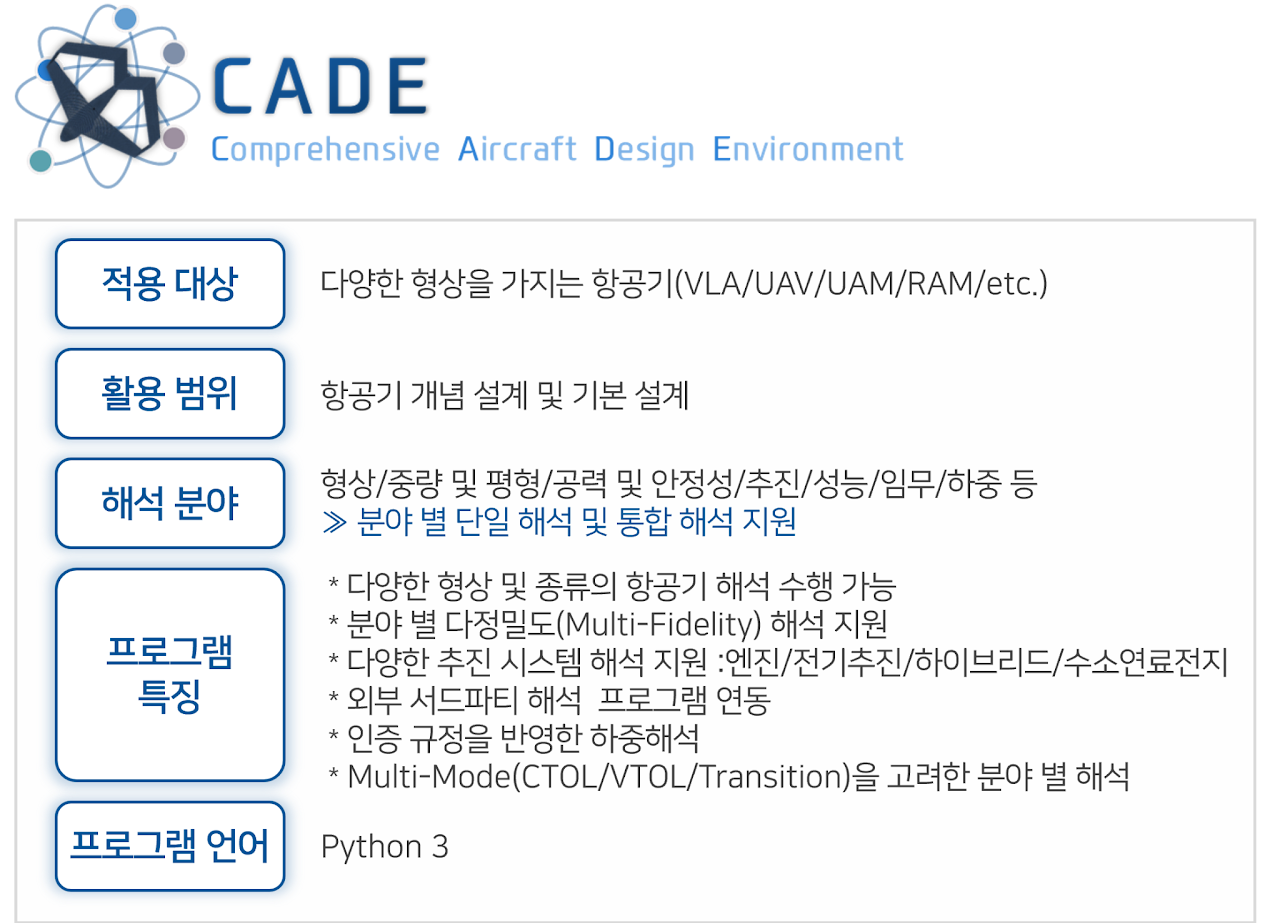 CADE
Comprehensive Aircraft Design Environment
적용 대상
다양한 형상을 가지는 항공기(VLA/UAV/UAM/RAM/etc.)
활용 범위
항공기 개념 설계 및 기본 설계
해석 분야
형상/중량 및 평형/공력 및 안정성/추진/성능/임무/하중 등
≫ 분야 별 단일 해석 및 통합 해석 지원
프로그램
특징
* 다양한 형상 및 종류의 항공기 해석 수행 가능
* 분야 별 다정밀도(Multi-Fidelity) 해석 지원
* 다양한 추진 시스템 해석 지원 :엔진/전기추진/하이브리드/수소연료전지
* 외부 서드파티 해석 프로그램 연동
* 인증 규정을 반영한 하중해석
* Multi-Mode(CTOL/VTOL/Transition)을 고려한 분야 별 해석
프로그램 언어
Python 3